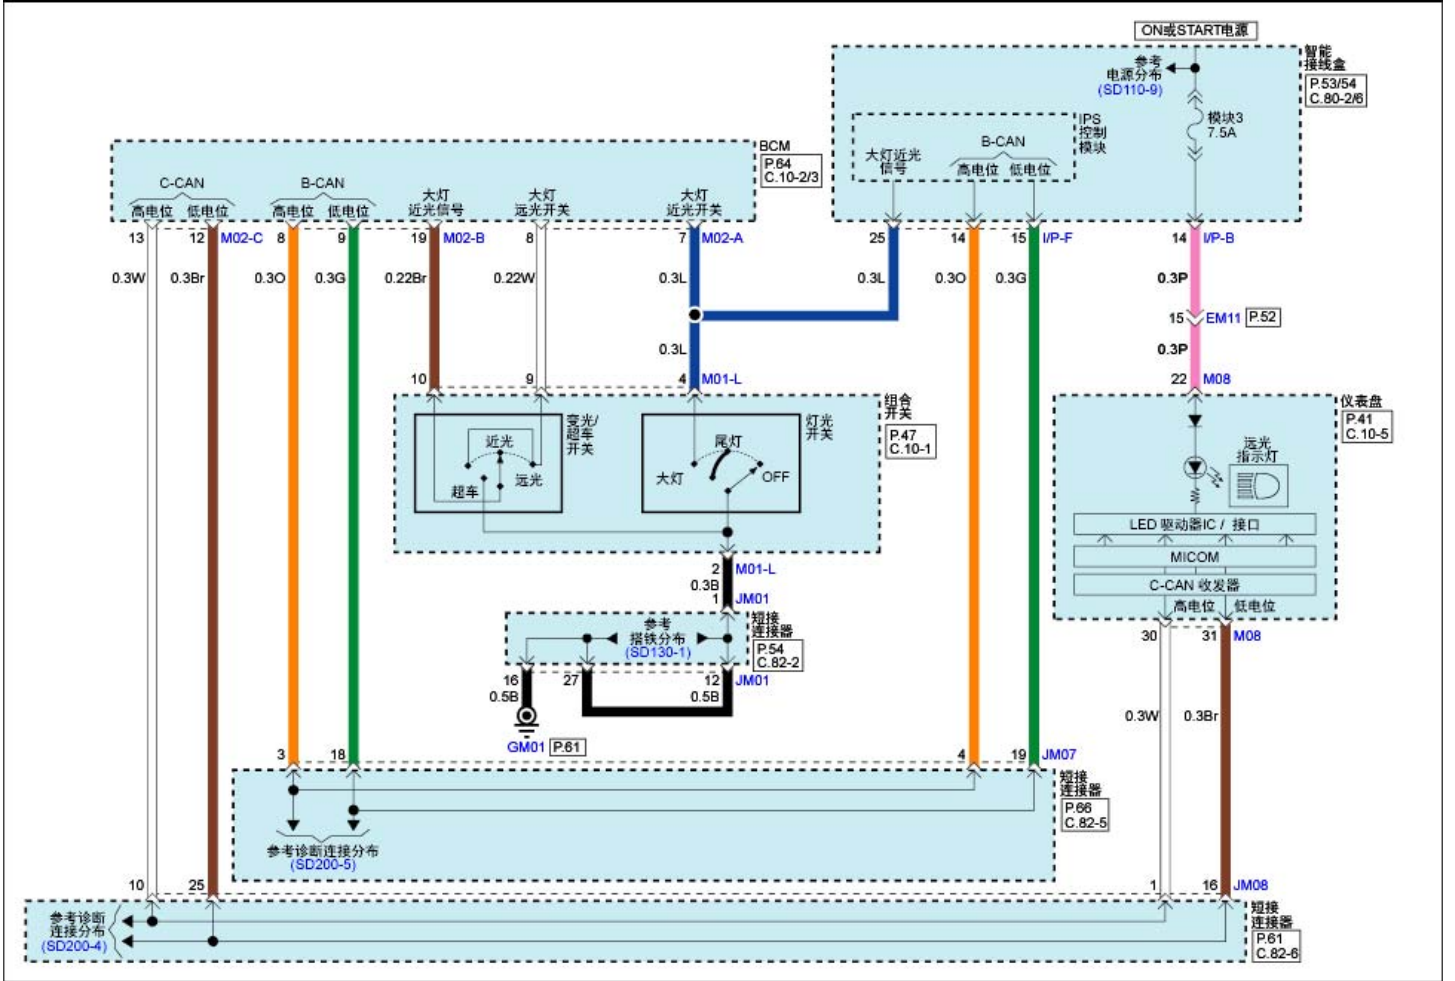 ON或START电源
智能
接线盒
P.53/54
C.80-2/6
参考
电源分布
(SD110-9)
模块3
7.5A
IPS
控制
模块
大灯近光
信号
B-CAN
高电位 低电位
BCM
P.64
C.10-2/3
C-CAN
高电位 低电位
B-CAN
高电位 低电位
大灯
近光信号
大灯
远光开关
大灯
近光开关
13 12 M02-C 8 9 19 M02-B 8 7 M02-A 25 14 15 I/P-F 14 I/P-B
0.3W 0.3Br 0.3O 0.3G 0.22Br 0.22W 0.3L 0.3L 0.3O 0.3G 0.3P
15 EM11 P.52
0.3L 0.3P
10 9 4 M01-L 22 M08
组合
开关
P.47
C.10-1
变光/
超车
开关
近光
超车
远光
灯光
开关
尾灯
大灯
OFF
仪表盘
P.41
C.10-5
远光
指示灯
LED 驱动器IC / 接口
MICOM
C-CAN 收发器
高电位 低电位
2 M01-L
0.3B
1 JM01
短接
连接器
P.54
C.82-2
参考
搭铁分布
(SD130-1)
16 27 12 JM01
0.5B 0.5B
GM01 P.61
30 31 M08
0.3W 0.3Br
3 18 4 19 JM07
短接
连接器
P.66
C.82-5
参考诊断连接分布
(SD200-5)
10 25 1 16 JM08
短接
连接器
P.61
C.82-6
参考诊断
连接分布
(SD200-4)